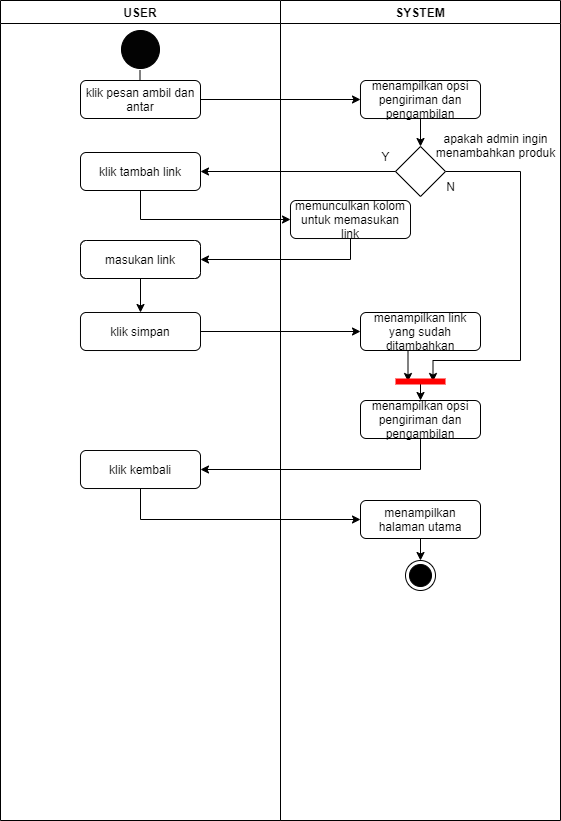 USER
SYSTEM
klik pesan ambil dan
antar
menampilkan opsi
pengiriman dan
pengambilan
apakah admin ingin
menambahkan produk
Y
N
klik tambah link
memunculkan kolom
untuk memasukan
link
masukan link
klik simpan
menampilkan link
yang sudah
ditambahkan
menampilkan opsi
pengiriman dan
pengambilan
klik kembali
menampilkan
halaman utama